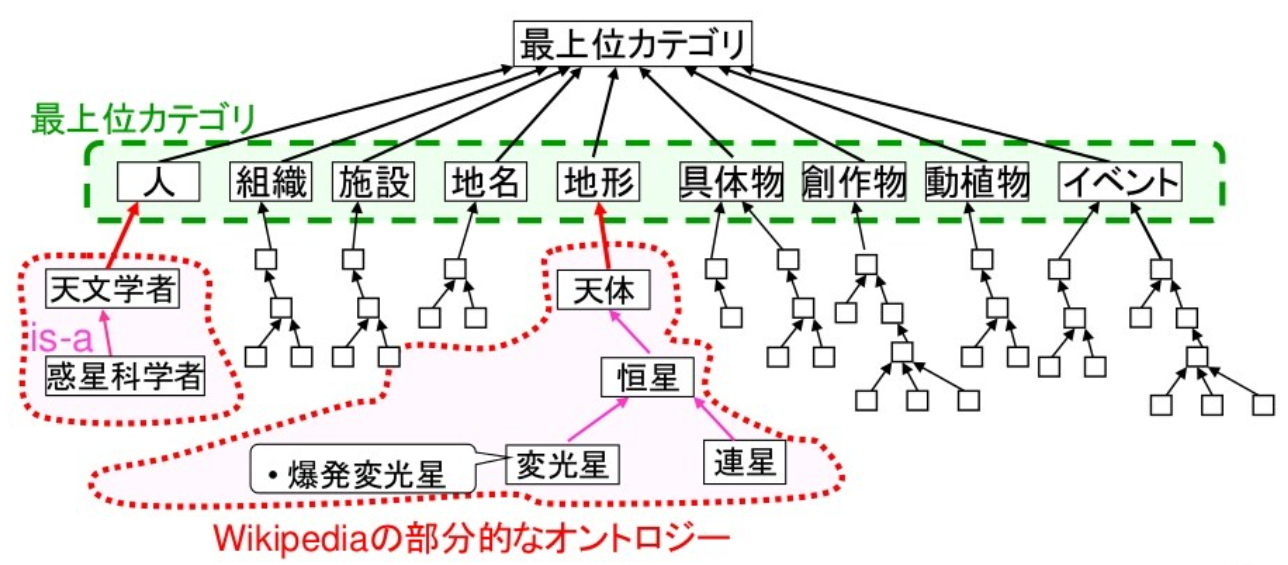 最上位カテゴリ
最上位カテゴリ
人 組織 施設 地名 地形 具体物 創作物 動植物 イベント
天文学者 天体
is-a
惑星科学者 恒星
・爆発変光星 変光星 連星
Wikipediaの部分的なオントロジー